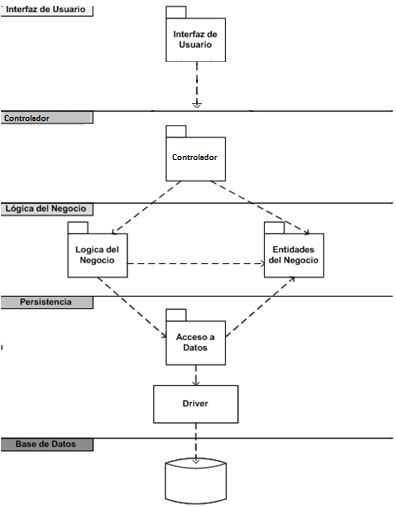 Interfaz de Usuario
Interfaz de
Usuario
Controlador
Controlador
Lógica del Negocio
Logica del
Negocio
Entidades
del Negocio
Persistencia
Acceso a
Datos
Driver
Base de Datos